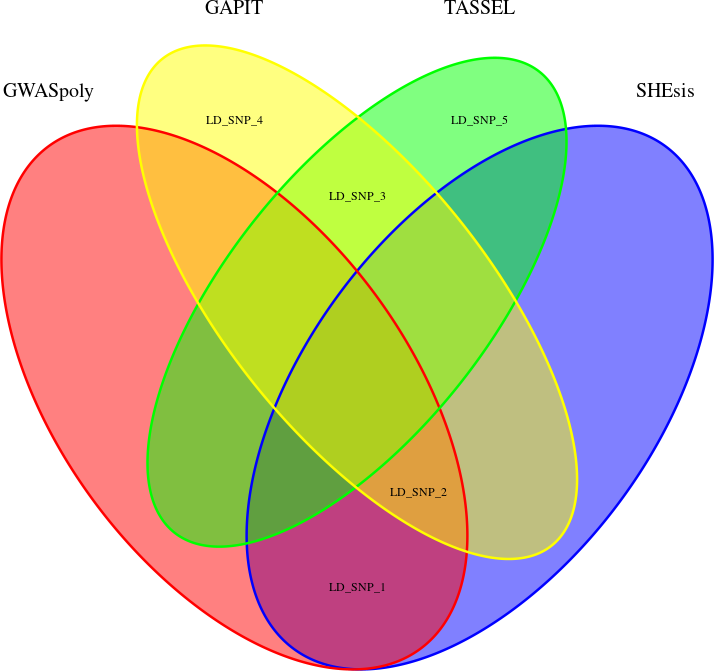 GAPIT
TASSEL
GWASpoly
SHEsis
LD_SNP_4
LD_SNP_5
LD_SNP_3
LD_SNP_2
LD_SNP_1